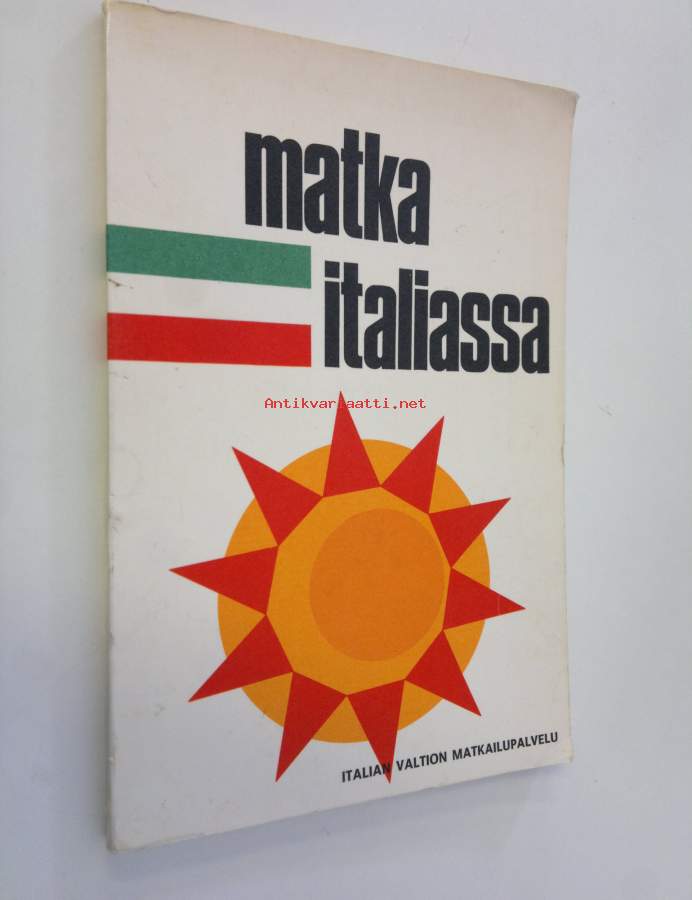 matka
italiassa
Antikvariaatti.net
ITALIAN VALTION MATKAILUPALVELU